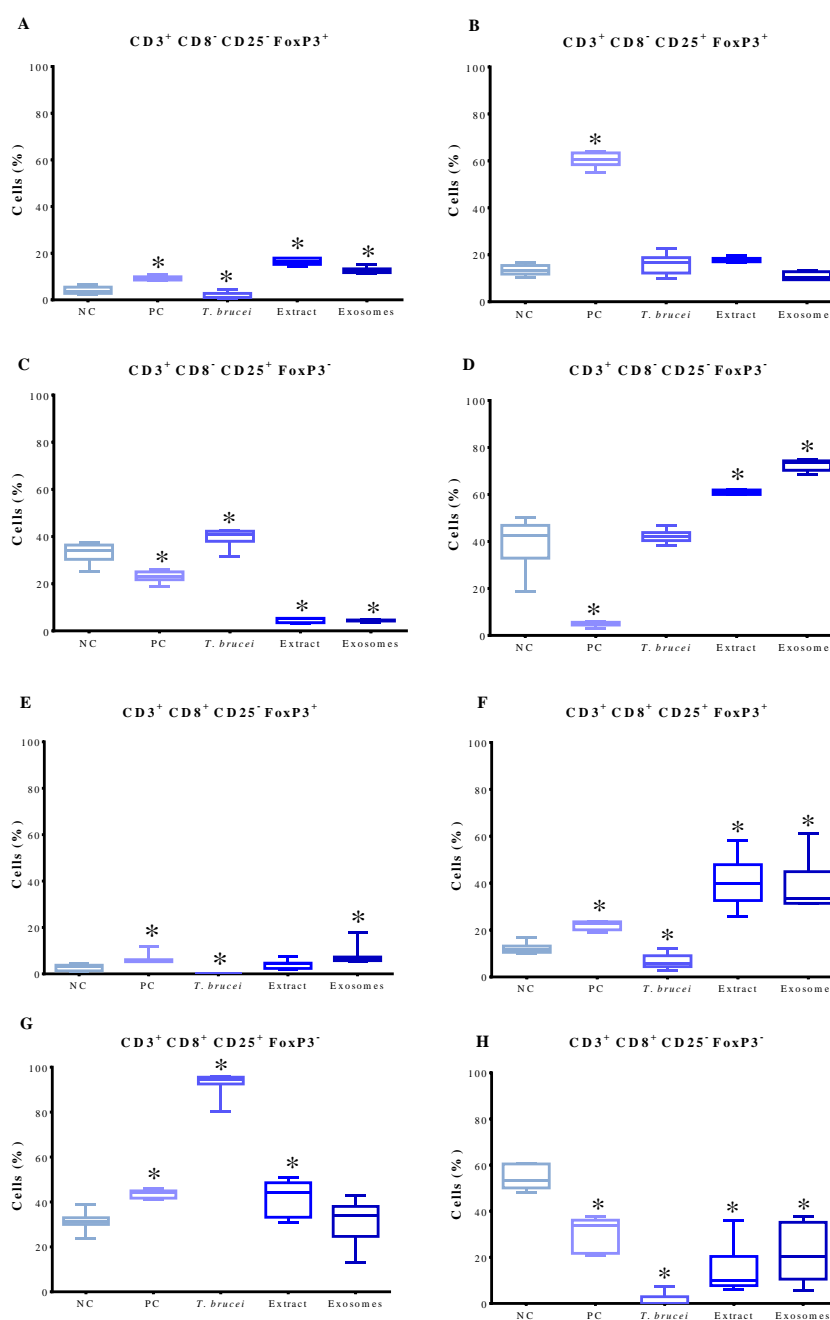 A
CD3⁺ CD8⁻ CD25⁻ FoxP3⁺
Cells (%)
100
80
60
40
20
0
*
*
*
*
NC PC T. brucei Extract Exosomes
B
CD3⁺ CD8⁻ CD25⁺ FoxP3⁺
Cells (%)
100
80
60
40
20
0
*
NC PC T. brucei Extract Exosomes
C
CD3⁺ CD8⁻ CD25⁺ FoxP3⁻
Cells (%)
100
80
60
40
20
0
*
*
*
*
NC PC T. brucei Extract Exosomes
D
CD3⁺ CD8⁻ CD25⁻ FoxP3⁻
Cells (%)
100
80
60
40
20
0
*
*
*
NC PC T. brucei Extract Exosomes
E
CD3⁺ CD8⁺ CD25⁻ FoxP3⁺
Cells (%)
100
80
60
40
20
0
*
*
*
NC PC T. brucei Extract Exosomes
F
CD3⁺ CD8⁺ CD25⁺ FoxP3⁺
Cells (%)
100
80
60
40
20
0
*
*
*
*
NC PC T. brucei Extract Exosomes
G
CD3⁺ CD8⁺ CD25⁺ FoxP3⁻
Cells (%)
100
80
60
40
20
0
*
*
*
NC PC T. brucei Extract Exosomes
H
CD3⁺ CD8⁺ CD25⁻ FoxP3⁻
Cells (%)
100
80
60
40
20
0
*
*
*
*
NC PC T. brucei Extract Exosomes